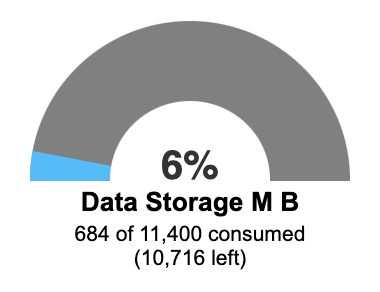 6%
Data Storage M B
684 of 11,400 consumed
(10,716 left)